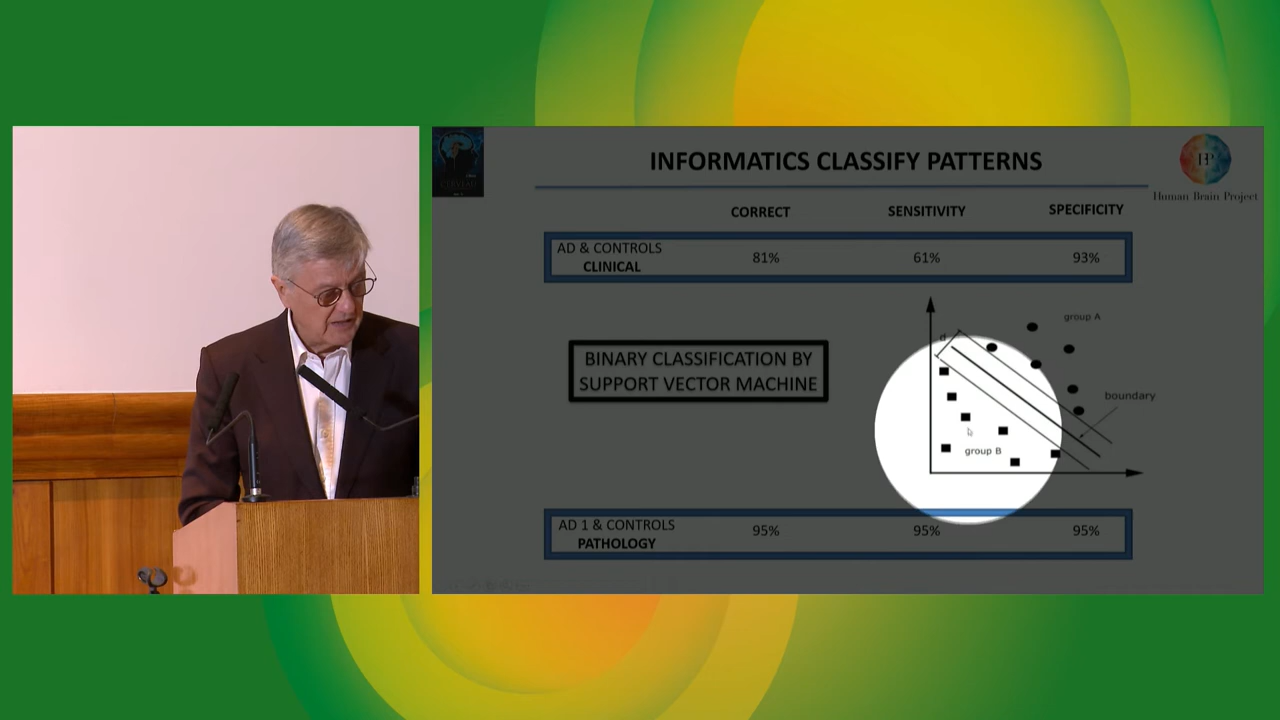 INFORMATICS CLASSIFY PATTERNS
HBP
Human Brain Project
CORRECT
SENSITIVITY
SPECIFICITY
AD & CONTROLS
CLINICAL
81%
61%
93%
BINARY CLASSIFICATION BY
SUPPORT VECTOR MACHINE
d
group A
boundary
group B
AD 1 & CONTROLS
PATHOLOGY
95%
95%
95%